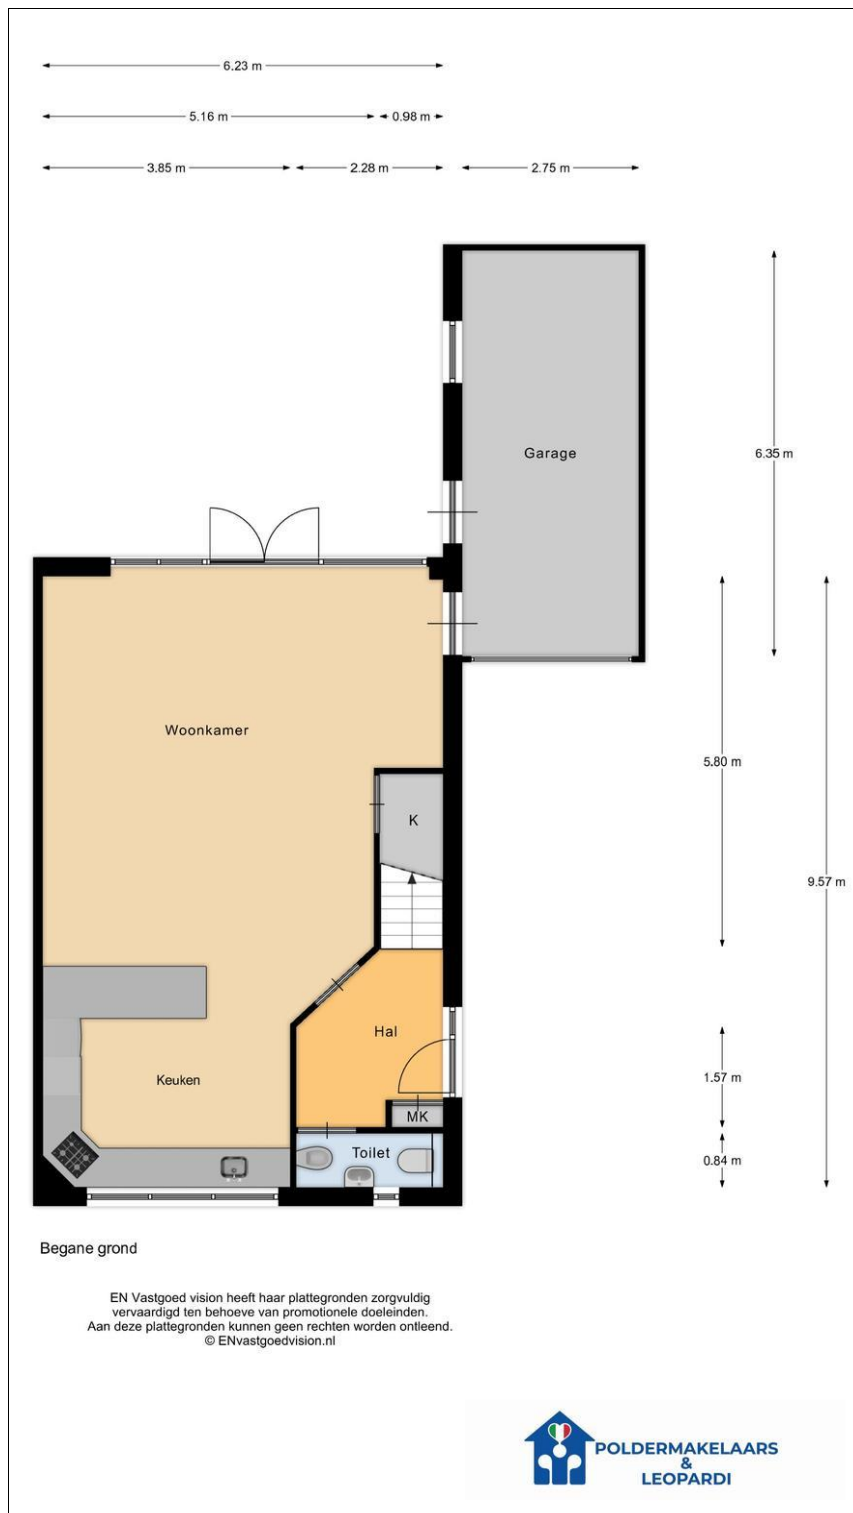 6.23 m
5.16 m
0.98 m
3.85 m
2.28 m
2.75 m
Garage
6.35 m
Woonkamer
5.80 m
K
9.57 m
Hal
Keuken
1.57 m
MK
Toilet
0.84 m
Begane grond
EN Vastgoed vision heeft haar plattegronden zorgvuldig
vervaardigd ten behoeve van promotionele doeleinden.
Aan deze plattegronden kunnen geen rechten worden ontleend.
© ENvastgoedvision.nl
POLDERMAKELAARS
&
LEOPARDI